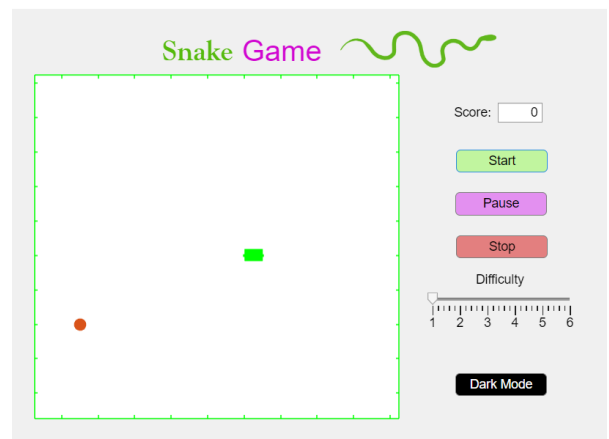 Snake Game
Score: 0
Start
Pause
Stop
Difficulty
1 2 3 4 5 6
Dark Mode